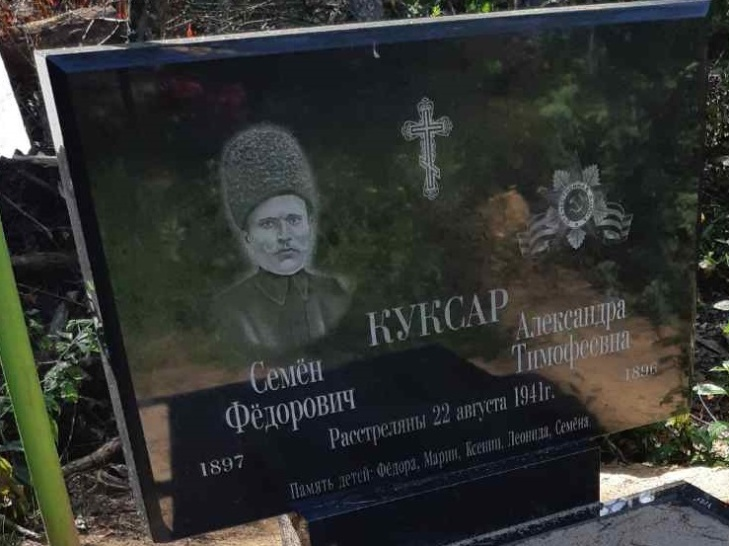 КУКСАР
Семён
Фёдорович
1897
Александра
Тимофеевна
1896
Расстреляны 22 августа 1941г.
Память детей: Фёдора, Марии, Ксении, Леонида, Семёна.